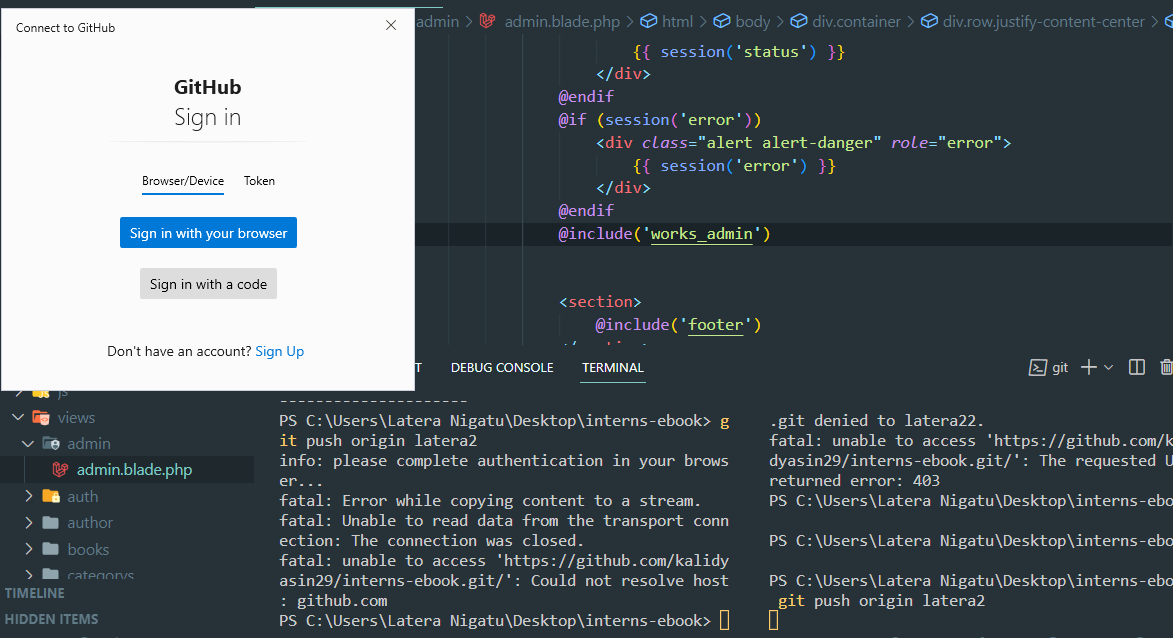 Connect to GitHub
GitHub
Sign in
Browser/Device Token
Sign in with your browser
Sign in with a code
Don't have an account? Sign Up
admin > admin.blade.php > html > body > div.container > div.row.justify-content-center >
{{ session('status') }}
</div>
@endif
@if (session('error'))
<div class="alert alert-danger" role="error">
{{ session('error') }}
</div>
@endif
@include('works_admin')
<section>
@include('footer')
T DEBUG CONSOLE TERMINAL
git
js
views
admin
admin.blade.php
auth
author
books
categorys
TIMELINE
HIDDEN ITEMS
---------------------
PS C:\Users\Latera Nigatu\Desktop\interns-ebook> g
it push origin latera2
info: please complete authentication in your brows
er...
fatal: Error while copying content to a stream.
fatal: Unable to read data from the transport conn
ection: The connection was closed.
fatal: unable to access 'https://github.com/kalidy
asin29/interns-ebook.git/': Could not resolve host
: github.com
PS C:\Users\Latera Nigatu\Desktop\interns-ebook>
.git denied to latera22.
fatal: unable to access 'https://github.com/k
dyasin29/interns-ebook.git/': The requested U
returned error: 403
PS C:\Users\Latera Nigatu\Desktop\interns-ebo
PS C:\Users\Latera Nigatu\Desktop\interns-ebo
PS C:\Users\Latera Nigatu\Desktop\interns-ebo
git push origin latera2